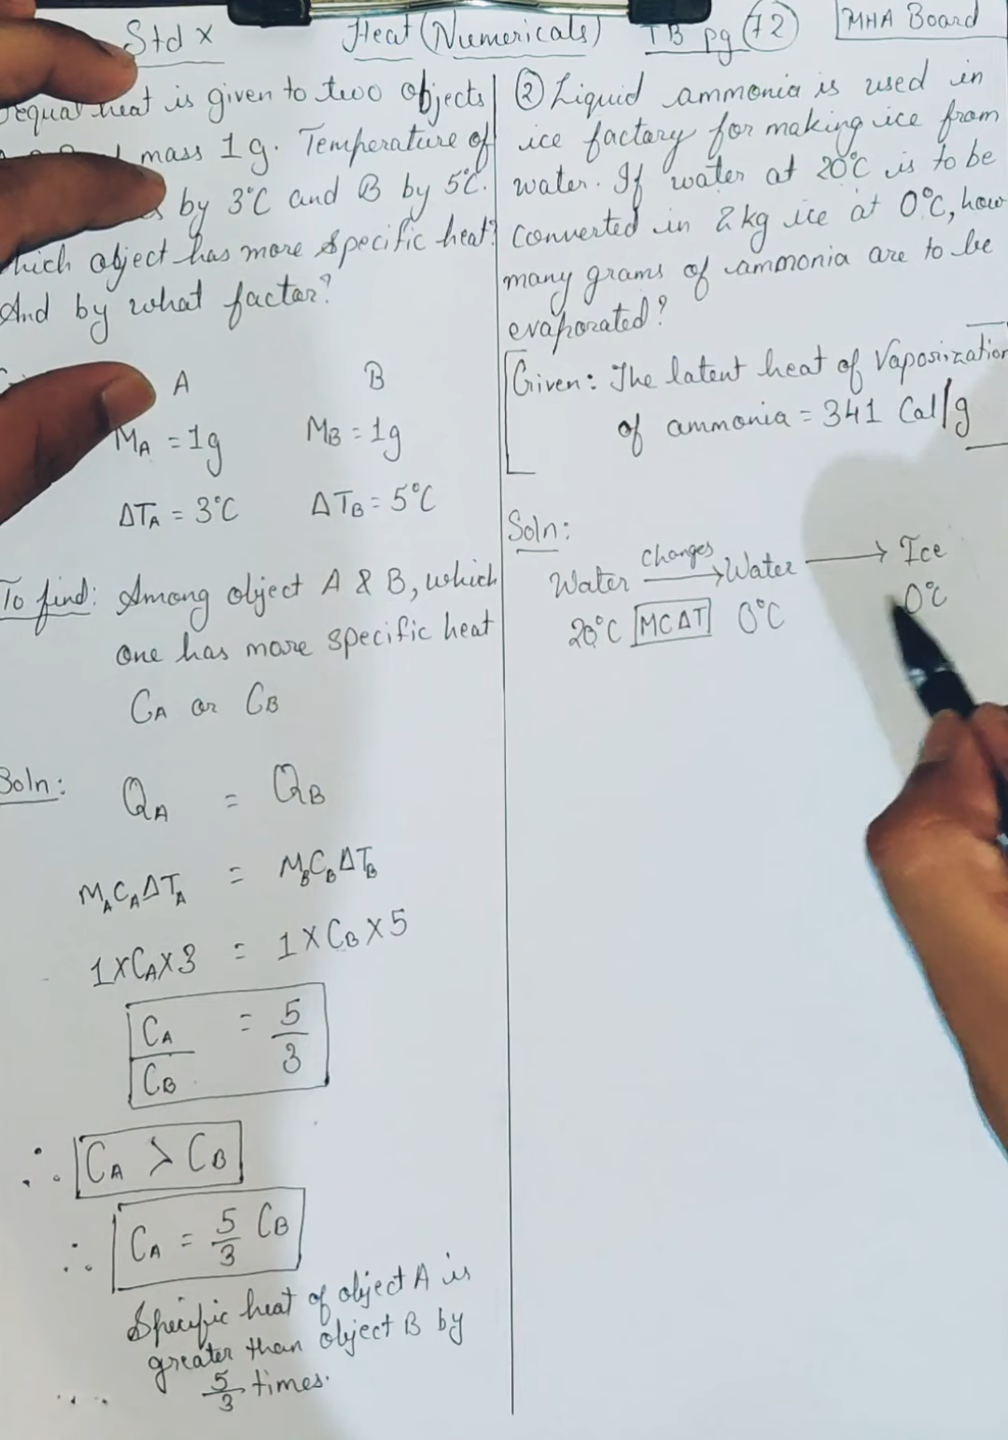 Std X Heat (Numericals) TB pg 72 MHA Board
equal heat is given to two objects
mass 1g. Temperature of
by 3°C and B by 5°C.
hich object has more specific heat?
And by what factor?
A B
MA = 1g MB = 1g
ΔTA = 3°C ΔTB = 5°C
To find: Among object A & B, which
one has more specific heat
CA or CB
Soln: QA = QB
MACAΔTA = MBCBΔTB
1×CA×3 = 1×CB×5
CA/CB = 5/3
∴ CA > CB
∴ CA = 5/3 CB
Specific heat of object A is
greater than object B by
5/3 times.
② Liquid ammonia is used in
ice factory for making ice from
water. If water at 20°C is to be
converted in 2 kg ice at 0°C, how
many grams of ammonia are to be
evaporated?
Given: The latent heat of Vaporization
of ammonia = 341 Cal/g
Soln:
Water changes → Water → Ice
20°C MCΔT 0°C 0°C